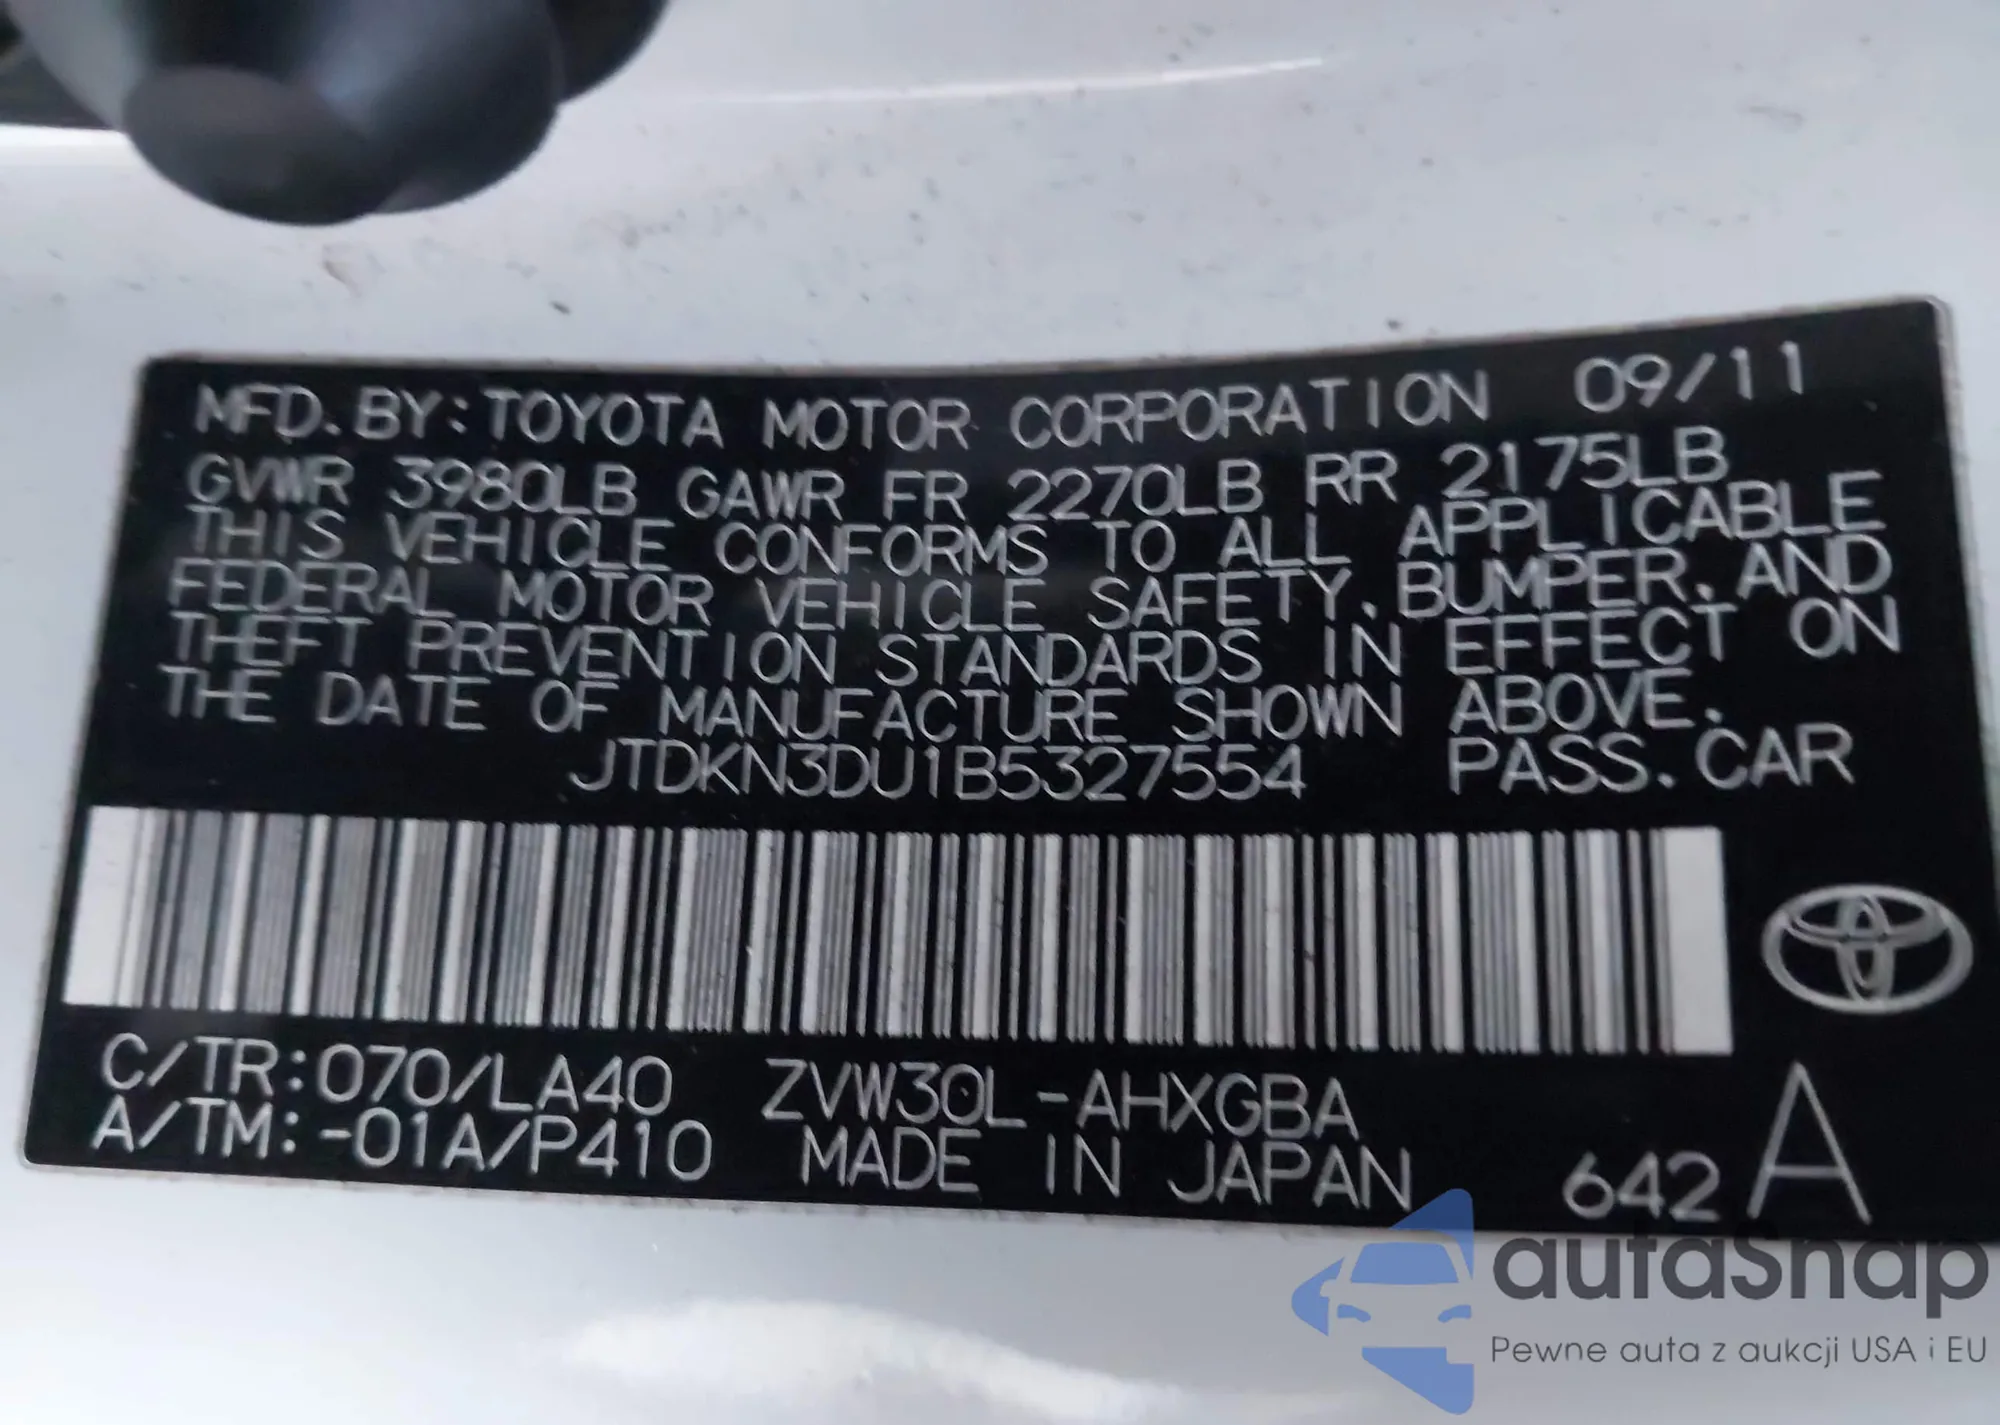 MFD. BY: TOYOTA MOTOR CORPORATION 09/11
GVWR 3980LB GAWR FR 2270LB RR 2175LB
THIS VEHICLE CONFORMS TO ALL APPLICABLE
FEDERAL MOTOR VEHICLE SAFETY, BUMPER, AND
THEFT PREVENTION STANDARDS IN EFFECT ON
THE DATE OF MANUFACTURE SHOWN ABOVE.
JTDKN3DU1B5327554 PASS. CAR
C/TR: 070/LA40 ZVW30L-AHXGBA
A/TM: -01A/P410 MADE IN JAPAN 642 A
autaSnap
Pewne auta z aukcji USA i EU